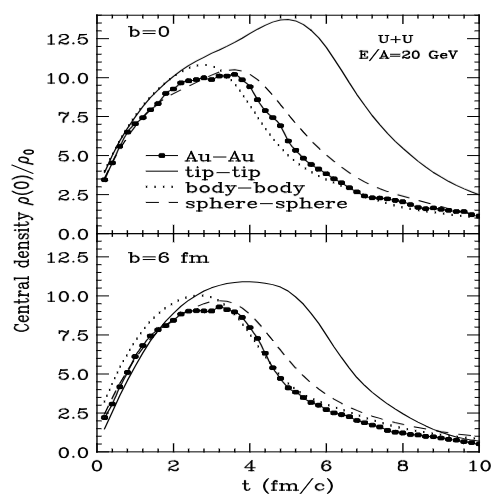 b=0
U+U
E/A=20 GeV
12.5
10.0
7.5
5.0
2.5
0.0
Au-Au
tip-tip
body-body
sphere-sphere
Central density ρ(0)/ρ₀
b=6 fm
12.5
10.0
7.5
5.0
2.5
0.0
0 2 4 6 8 10
t (fm/c)